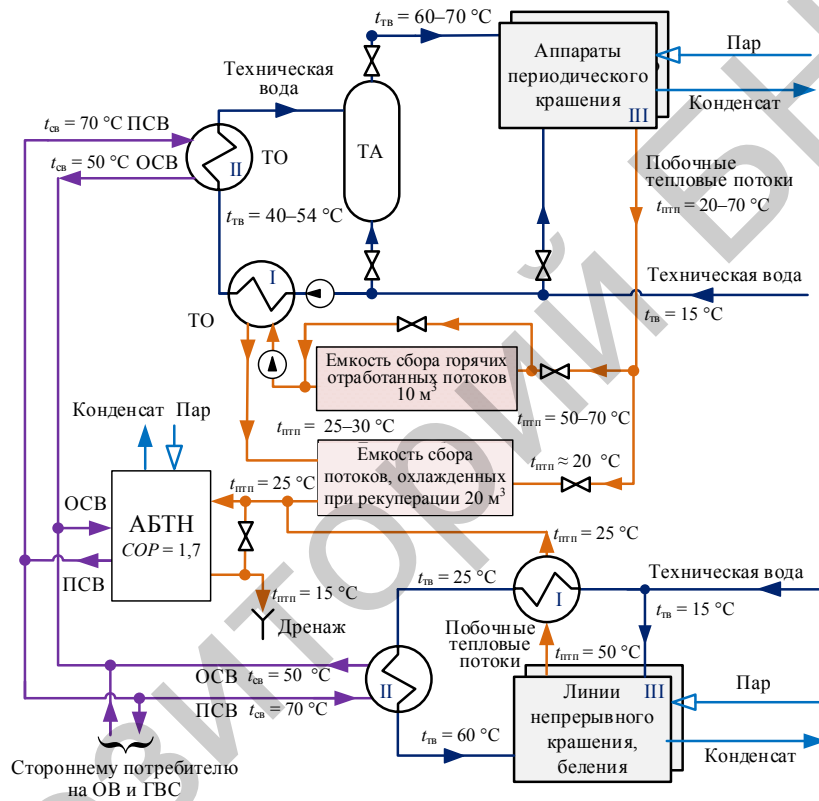 tтв = 60–70 °C
Аппараты
периодического
крашения
III
Пар
Конденсат
Техническая
вода
tсв = 70 °C ПСВ
II
ТО
ТА
tсв = 50 °C ОСВ
Побочные
тепловые потоки
tптп = 20–70 °C
tтв = 40–54 °C
I
ТО
Техническая вода
tтв = 15 °C
Емкость сбора горячих
отработанных потоков
10 м³
tптп = 25–30 °C
tптп = 50–70 °C
Ёмкость сбора
потоков, охлажденных
при рекуперации 20 м³
tптп ≈ 20 °C
Конденсат Пар
tптп = 25 °C
ОСВ
АБТН
COP = 1,7
ПСВ
tптп = 15 °C
Дренаж
tптп = 25 °C
tтв = 25 °C
I
Техническая вода
tтв = 15 °C
Побочные
тепловые
потоки
tптп = 50 °C
ОСВ tсв = 50 °C
II
ПСВ tсв = 70 °C
III
Линии
непрерывного
крашения,
беления
Пар
Конденсат
tтв = 60 °C
Стороннему потребителю
на ОВ и ГВС
зиторий БН